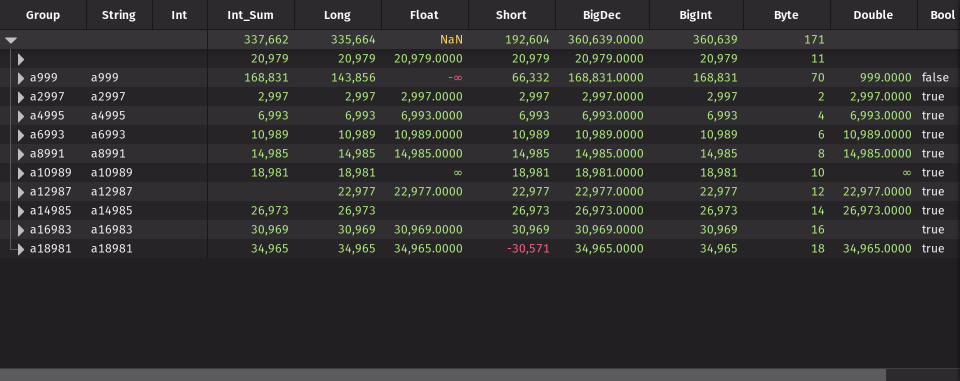 Group String Int Int_Sum Long Float Short BigDec BigInt Byte Double Bool
337,662 335,664 NaN 192,604 360,639.0000 360,639 171
20,979 20,979 20,979.0000 20,979 20,979.0000 20,979 11
a999 a999 168,831 143,856 -∞ 66,332 168,831.0000 168,831 70 999.0000 false
a2997 a2997 2,997 2,997 2,997.0000 2,997 2,997.0000 2,997 2 2,997.0000 true
a4995 a4995 6,993 6,993 6,993.0000 6,993 6,993.0000 6,993 4 6,993.0000 true
a6993 a6993 10,989 10,989 10,989.0000 10,989 10,989.0000 10,989 6 10,989.0000 true
a8991 a8991 14,985 14,985 14,985.0000 14,985 14,985.0000 14,985 8 14,985.0000 true
a10989 a10989 18,981 18,981 ∞ 18,981 18,981.0000 18,981 10 ∞ true
a12987 a12987 22,977 22,977.0000 22,977 22,977.0000 22,977 12 22,977.0000 true
a14985 a14985 26,973 26,973 26,973 26,973.0000 26,973 14 26,973.0000 true
a16983 a16983 30,969 30,969 30,969.0000 30,969 30,969.0000 30,969 16 true
a18981 a18981 34,965 34,965 34,965.0000 -30,571 34,965.0000 34,965 18 34,965.0000 true